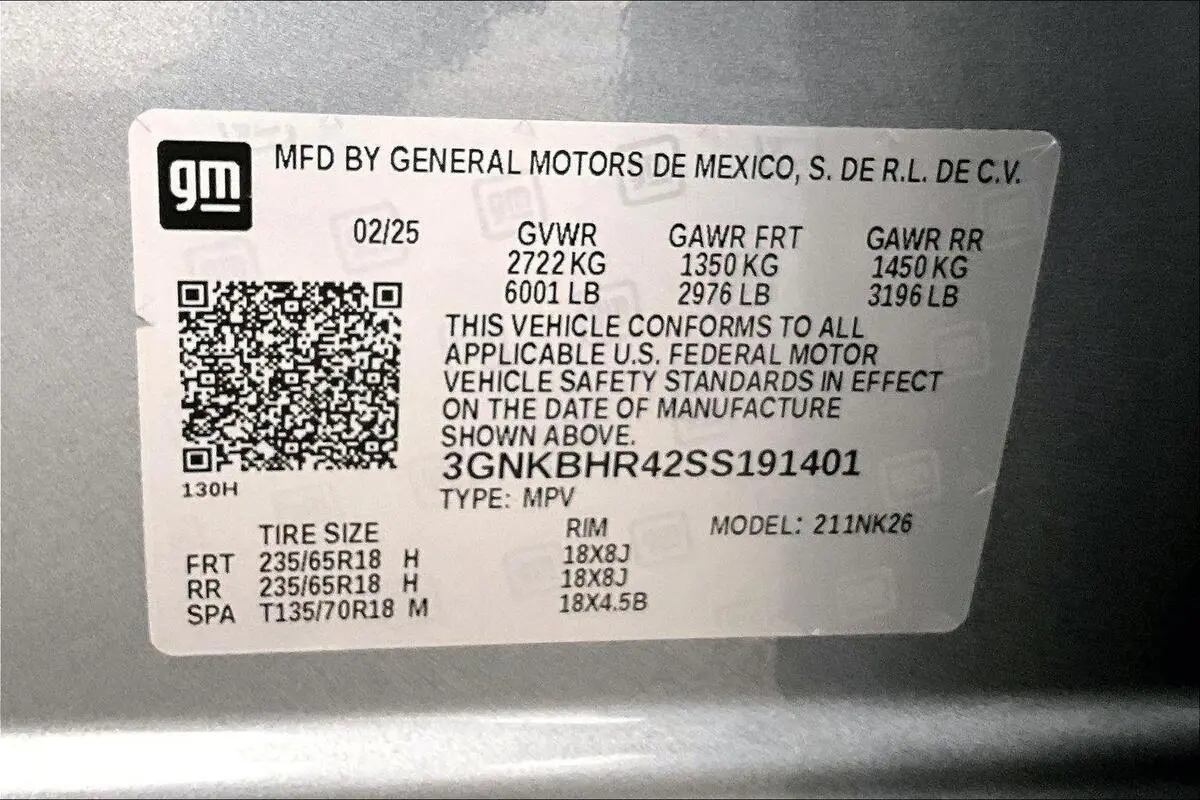 gm MFD BY GENERAL MOTORS DE MEXICO, S. DE R.L. DE C.V.
02/25 GVWR GAWR FRT GAWR RR
2722 KG 1350 KG 1450 KG
6001 LB 2976 LB 3196 LB
THIS VEHICLE CONFORMS TO ALL
APPLICABLE U.S. FEDERAL MOTOR
VEHICLE SAFETY STANDARDS IN EFFECT
ON THE DATE OF MANUFACTURE
SHOWN ABOVE.
3GNKBHR42SS191401
130H
TYPE: MPV
TIRE SIZE RIM MODEL: 211NK26
FRT 235/65R18 H 18X8J
RR 235/65R18 H 18X8J
SPA T135/70R18 M 18X4.5B